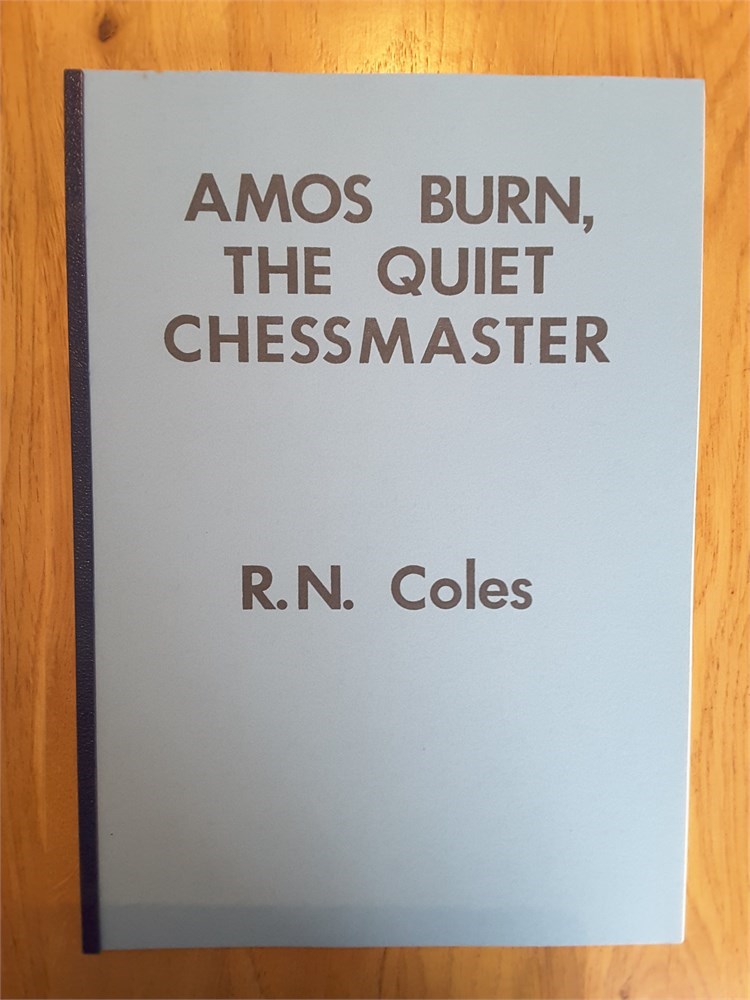 AMOS BURN,
THE QUIET
CHESSMASTER
R.N. Coles